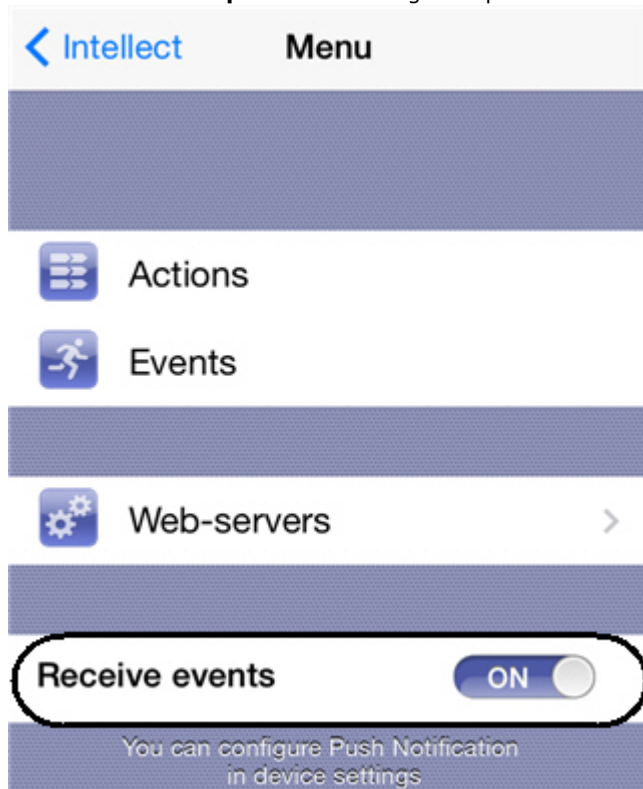 Intellect Menu
Actions
Events
Web-servers
Receive events ON
You can configure Push Notification
in device settings